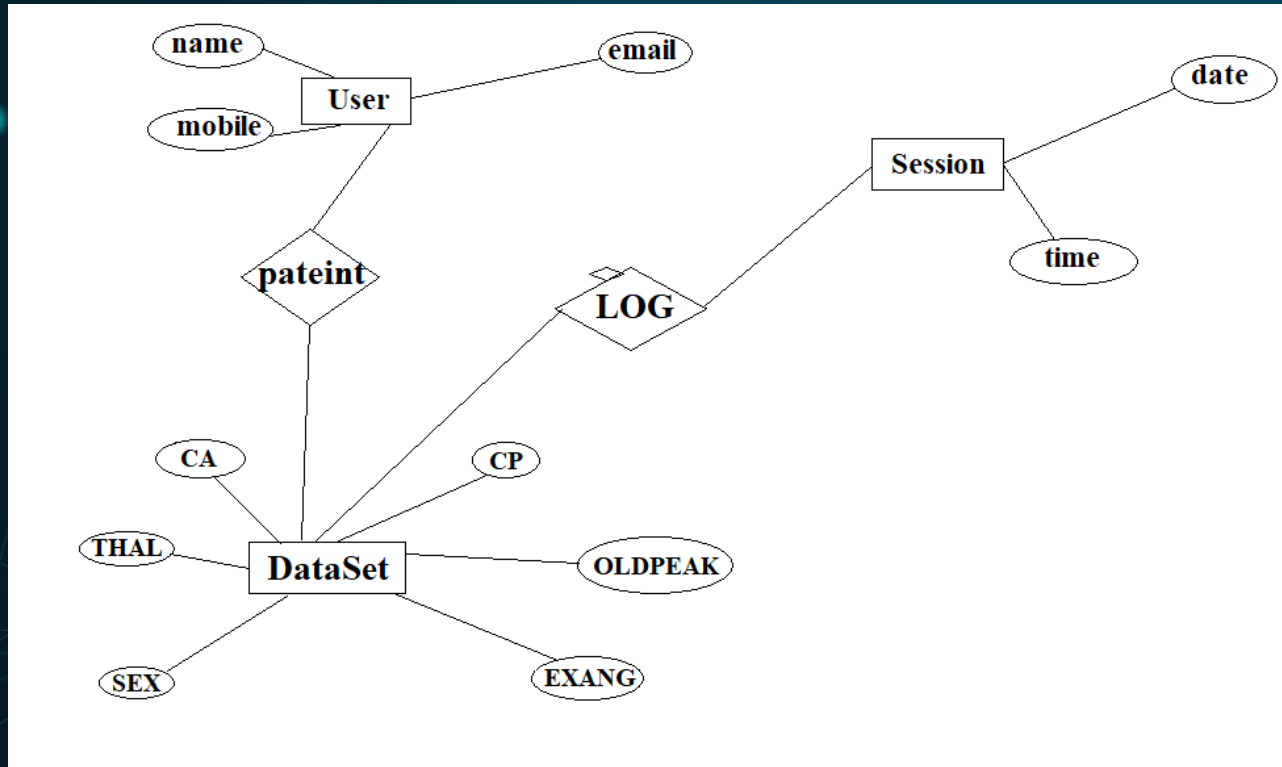 name
email
date
User
mobile
Session
time
pateint
LOG
CA
CP
THAL
DataSet
OLDPEAK
SEX
EXANG